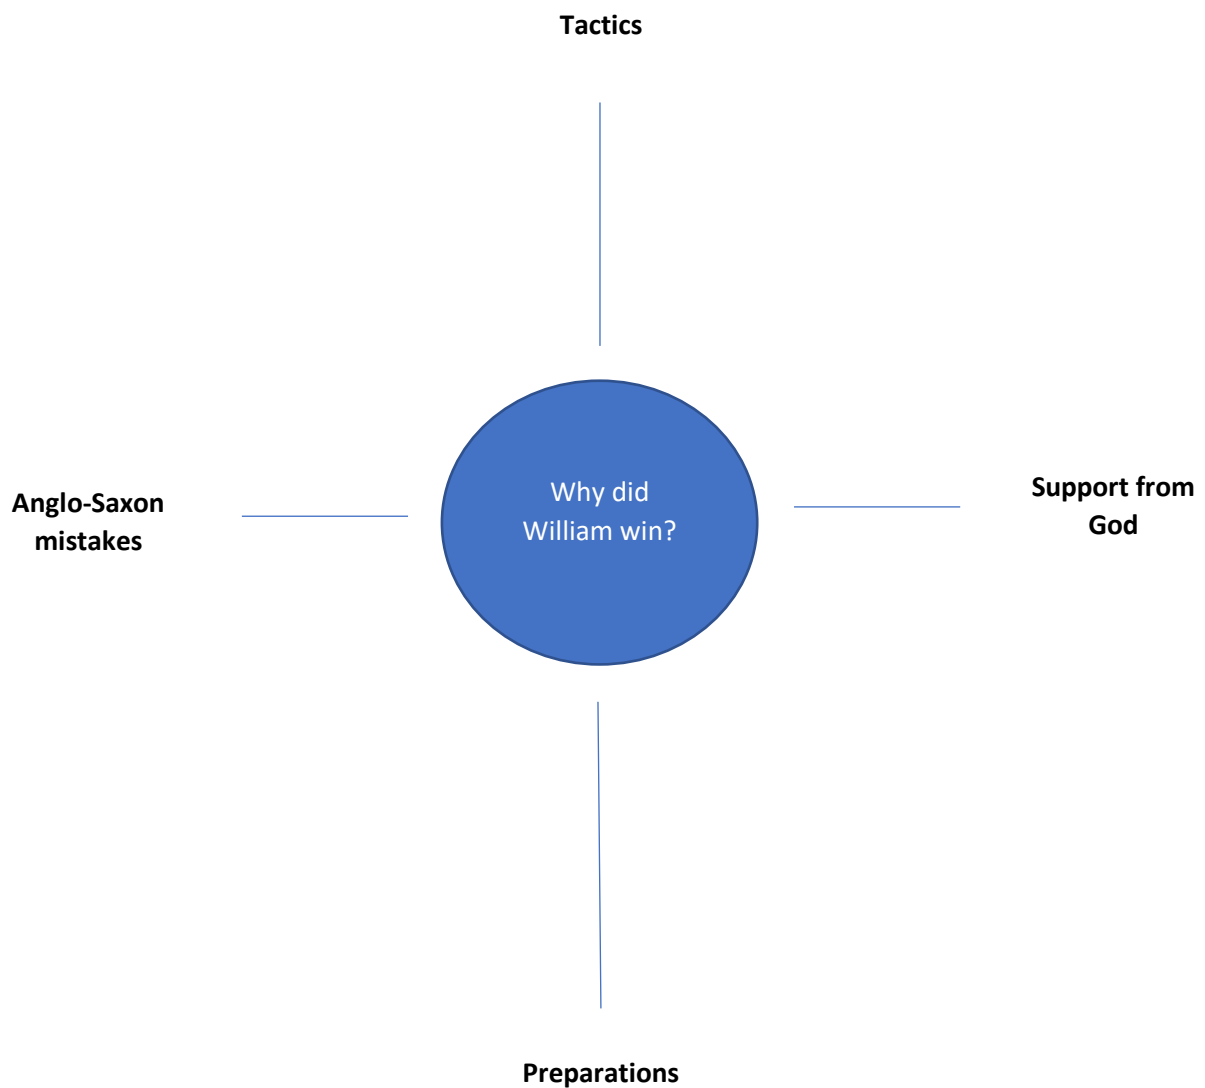 Tactics
Anglo-Saxon
mistakes
Why did
William win?
Support from
God
Preparations